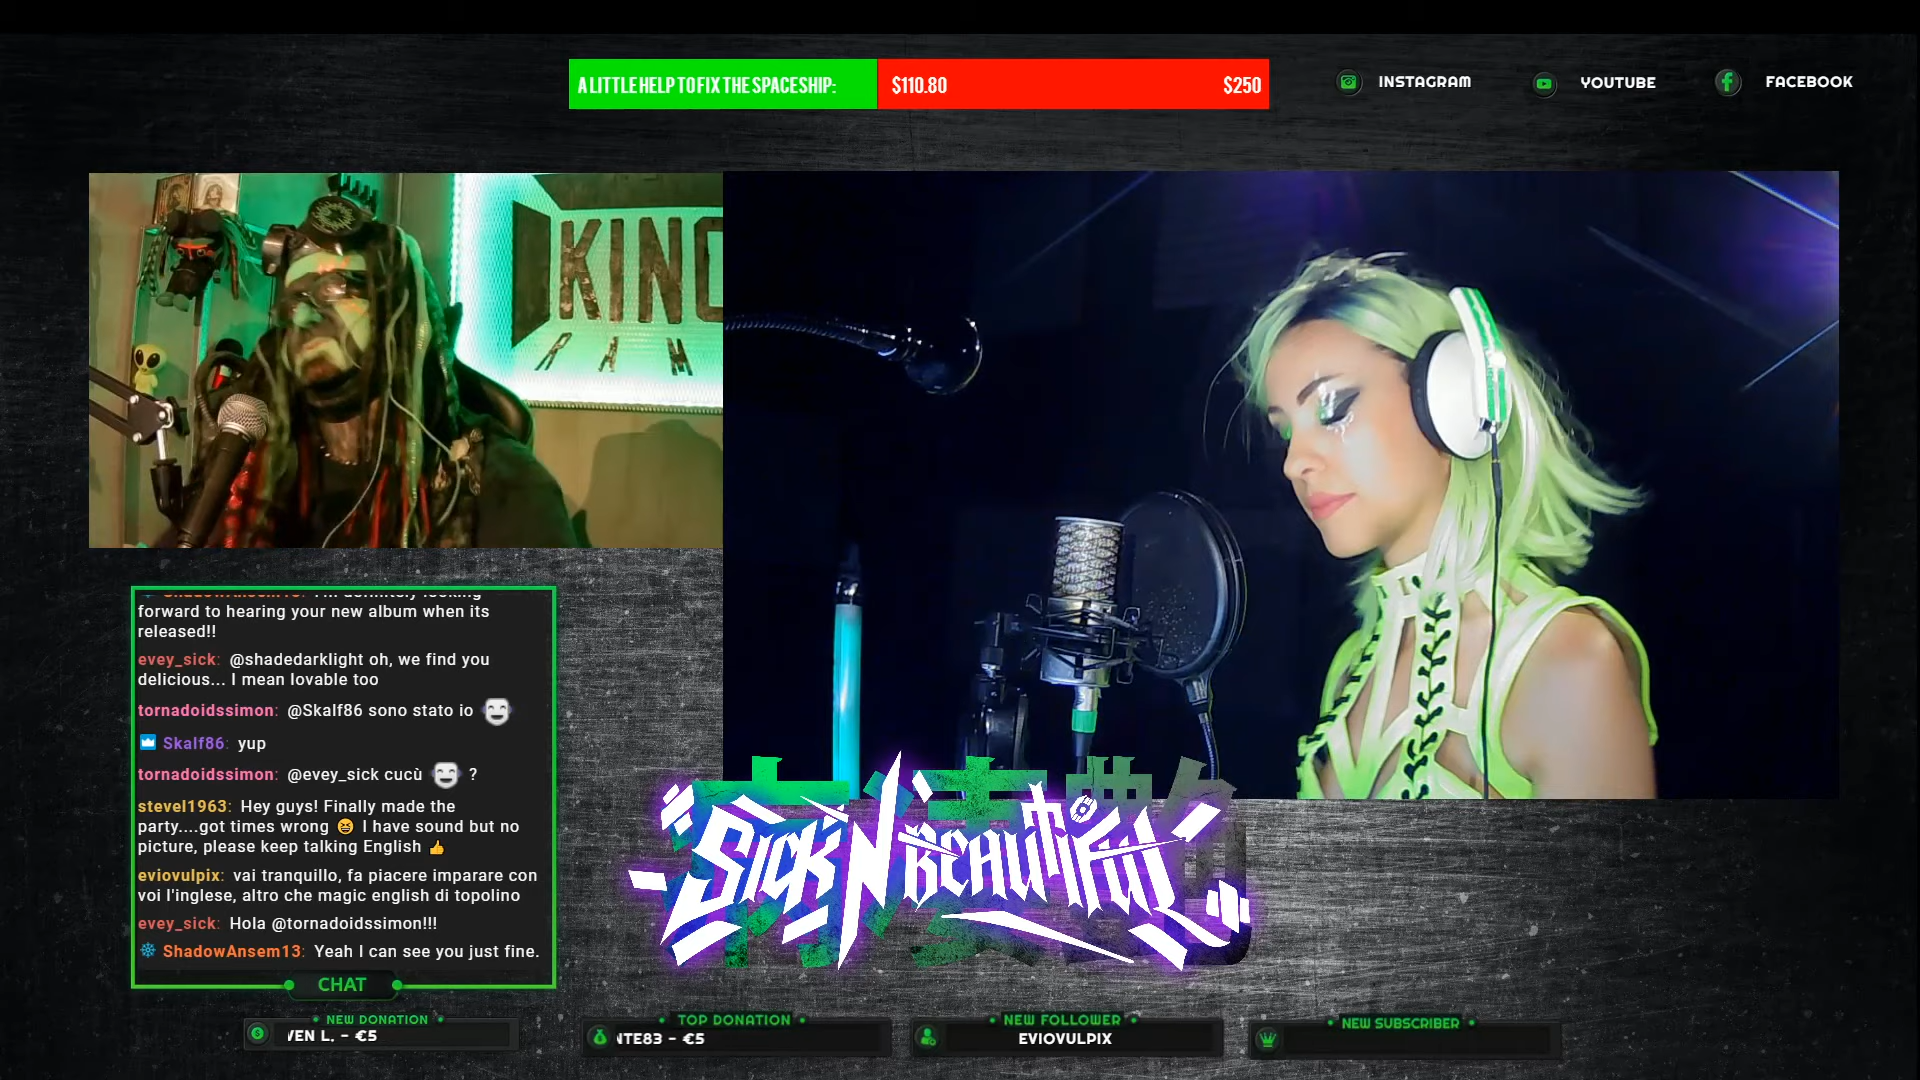 A LITTLE HELP TO FIX THE SPACESHIP:
$110.80
$250
INSTAGRAM
YOUTUBE
FACEBOOK
forward to hearing your new album when its
released!!
evey_sick: @shadedarklight oh, we find you
delicious... I mean lovable too
tornadoidssimon: @Skalf86 sono stato io
Skalf86: yup
tornadoidssimon: @evey_sick cucù ?
stevel1963: Hey guys! Finally made the
party....got times wrong 😆 I have sound but no
picture, please keep talking English 👍
eviovulpix: vai tranquillo, fa piacere imparare con
voi l'inglese, altro che magic english di topolino
evey_sick: Hola @tornadoidssimon!!!
ShadowAnsem13: Yeah I can see you just fine.
CHAT
SICK N BEAUTIFUL
NEW DONATION
VEN L. - €5
TOP DONATION
NTE83 - €5
NEW FOLLOWER
EVIOVULPIX
NEW SUBSCRIBER